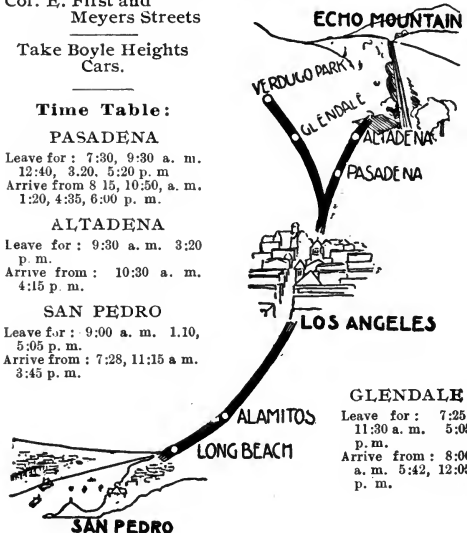 Cor. E. First and
Meyers Streets
Take Boyle Heights
Cars.
Time Table:
PASADENA
Leave for : 7:30, 9:30 a. m.
12:40, 3.20, 5:20 p. m
Arrive from 8 15, 10:50, a. m.
1:20, 4:35, 6:00 p. m.
ALTADENA
Leave for : 9:30 a. m. 3:20
p. m.
Arrive from : 10:30 a. m.
4:15 p. m.
SAN PEDRO
Leave for : 9:00 a. m. 1.10,
5:05 p. m.
Arrive from : 7:28, 11:15 a m.
3:45 p. m.
ECHO MOUNTAIN
VERDUGO PARK
GLENDALE
ALTADENA
PASADENA
LOS ANGELES
ALAMITOS
LONG BEACH
SAN PEDRO
GLENDALE
Leave for : 7:25
11:30 a. m.
p. m.
Arrive from :
a. m. 5:42,
p. m.